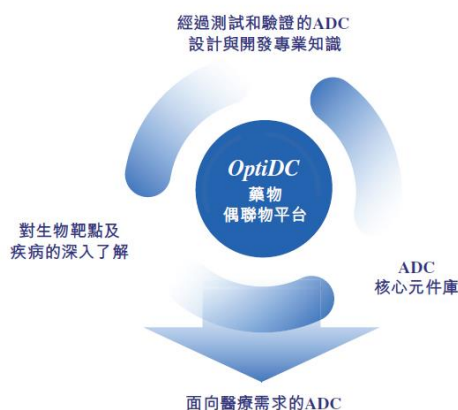 經過測試和驗證的ADC
設計與開發專業知識
OptiDC
藥物
偶聯物平台
對生物靶點及
疾病的深入了解
ADC
核心元件庫
面向醫療需求的ADC